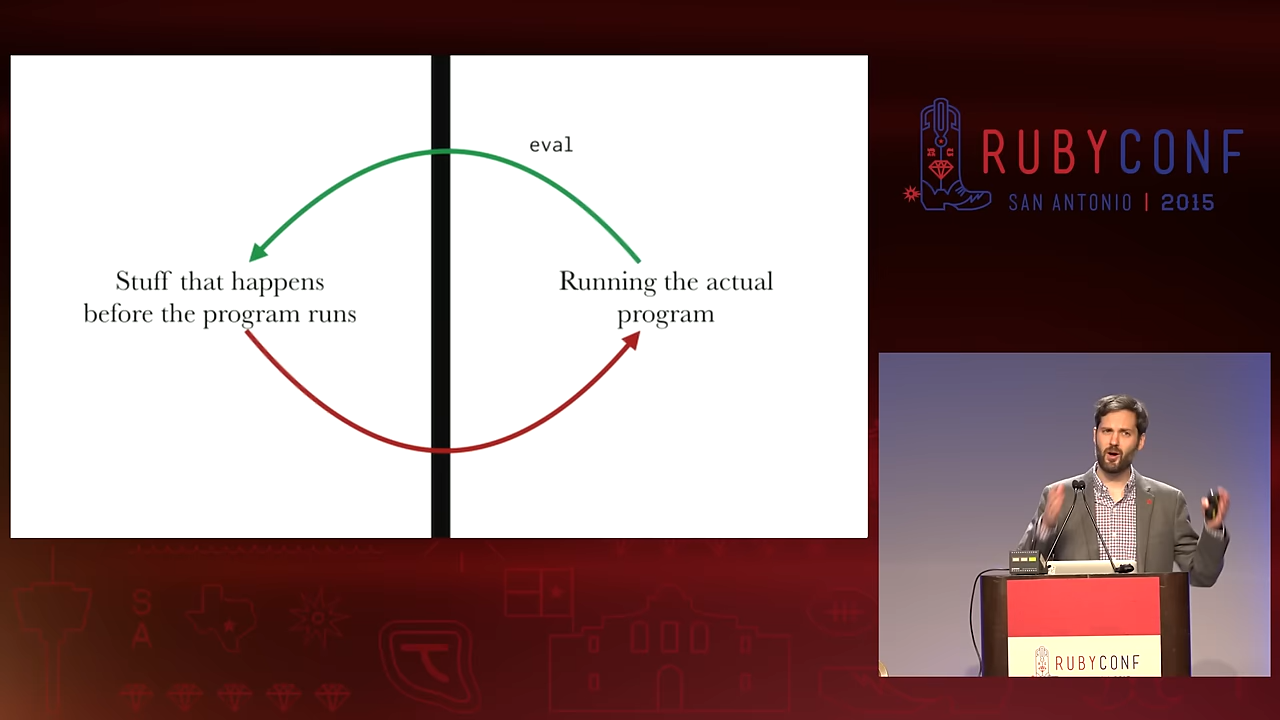 eval
Stuff that happens
before the program runs
Running the actual
program
RUBYCONF
SAN ANTONIO | 2015
S
A
RUBYCONF